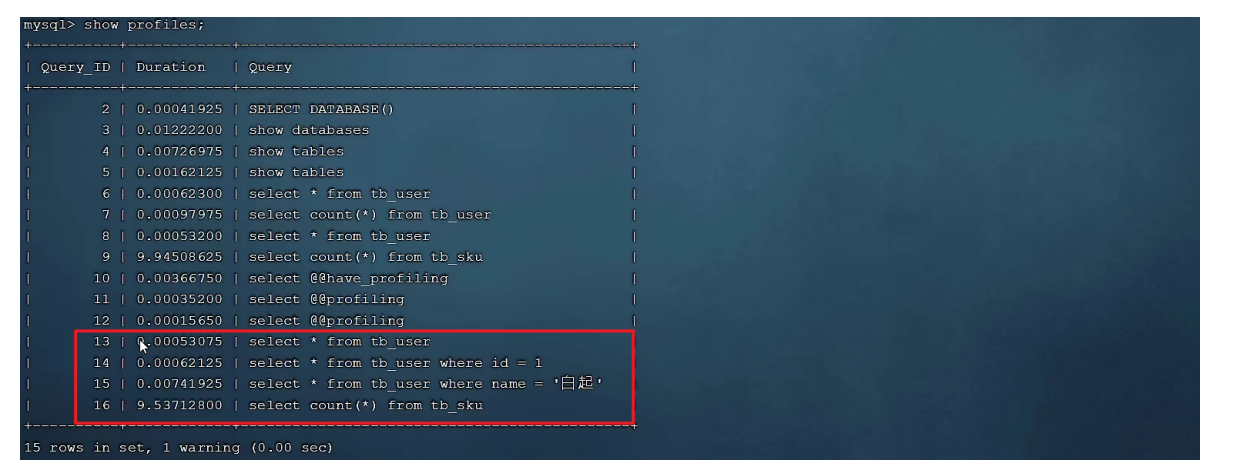 mysql> show profiles;
+----------+------------+-----------------------------------------------+
| Query_ID | Duration | Query |
+----------+------------+-----------------------------------------------+
| 2 | 0.00041925 | SELECT DATABASE() |
| 3 | 0.01222200 | show databases |
| 4 | 0.00726975 | show tables |
| 5 | 0.00162125 | show tables |
| 6 | 0.00062300 | select * from tb_user |
| 7 | 0.00097975 | select count(*) from tb_user |
| 8 | 0.00053200 | select * from tb_user |
| 9 | 9.94508625 | select count(*) from tb_sku |
| 10 | 0.00366750 | select @@have_profiling |
| 11 | 0.00035200 | select @@profiling |
| 12 | 0.00015650 | select @@profiling |
| 13 | 0.00053075 | select * from tb_user
| 14 | 0.00062125 | select * from tb_user where id = 1
| 15 | 0.00741925 | select * from tb_user where name = '白起'
| 16 | 9.53712800 | select count(*) from tb_sku
+----------+------------+-----------------------------------------------+
15 rows in set, 1 warning (0.00 sec)